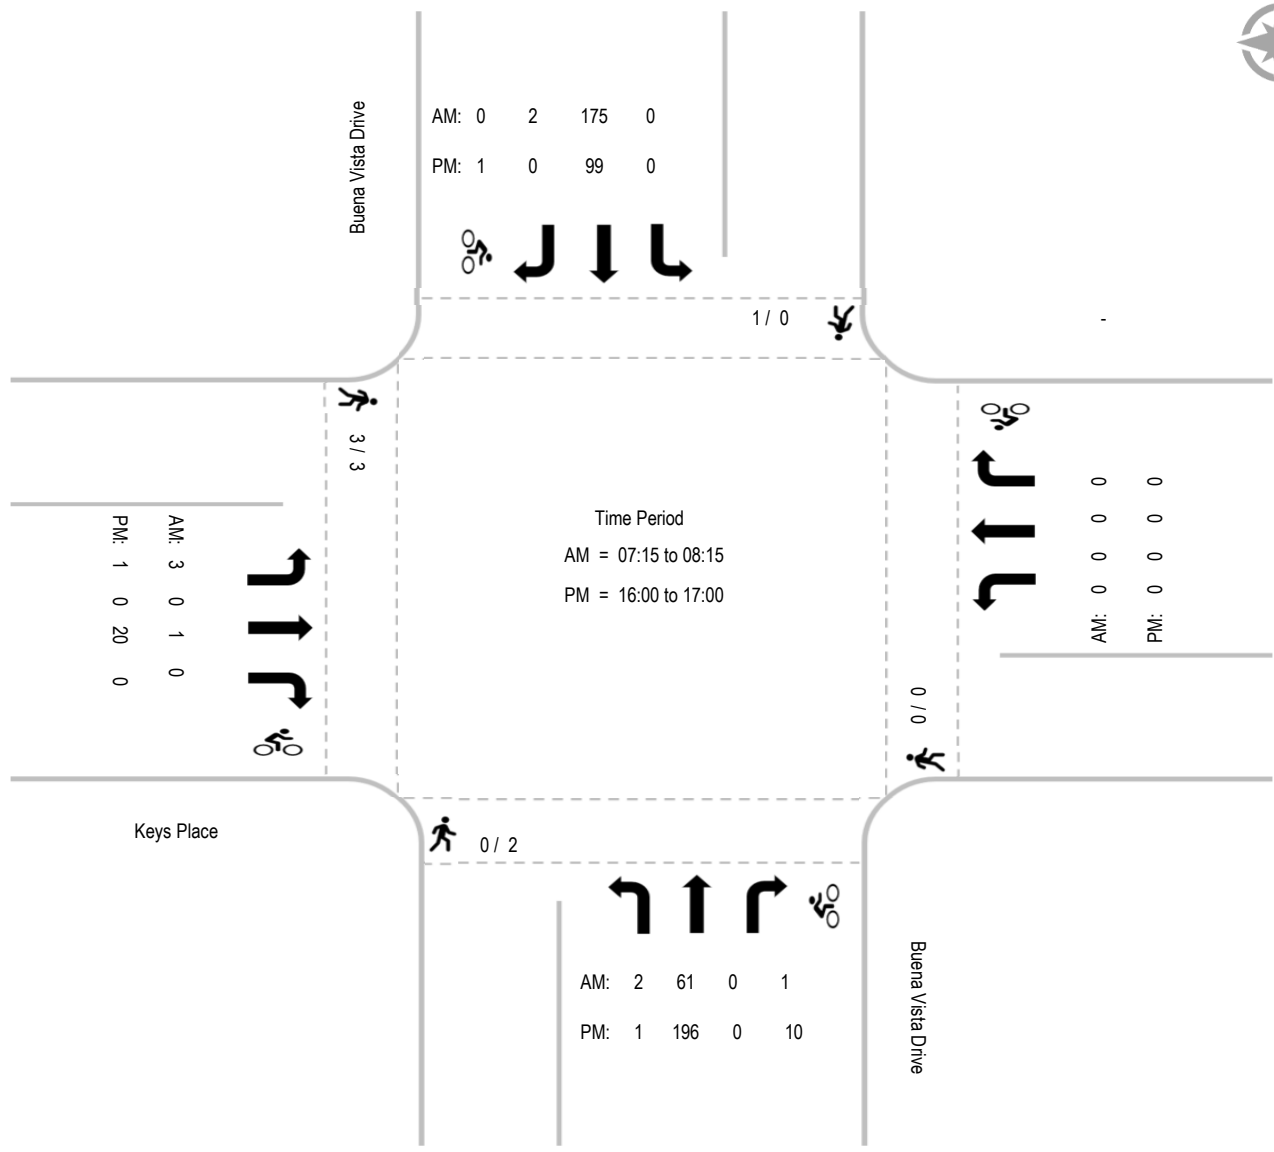 Buena Vista Drive
AM: 0 2 175 0
PM: 1 0 99 0
1 / 0
-
3 / 3
AM: 3 0 1 0
PM: 1 0 20 0
Time Period
AM = 07:15 to 08:15
PM = 16:00 to 17:00
AM: 0 0 0 0
PM: 0 0 0 0
0 / 0
Keys Place
0 / 2
AM: 2 61 0 1
PM: 1 196 0 10
Buena Vista Drive